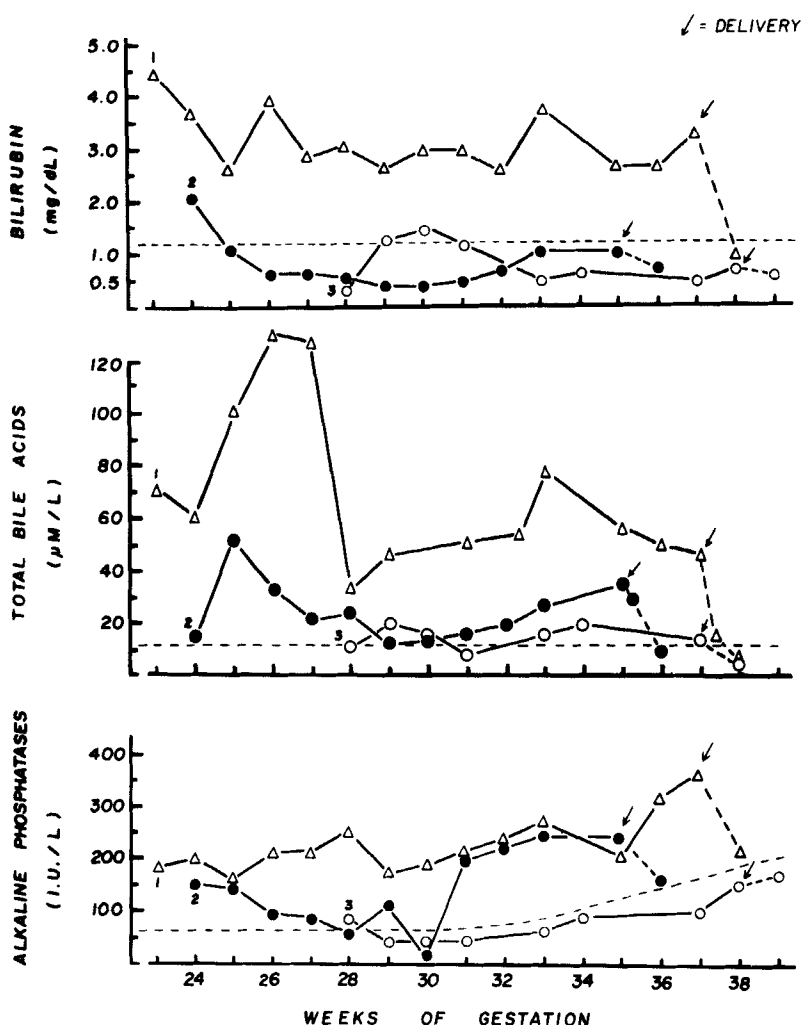 ↙ = DELIVERY
BILIRUBIN
(mg/dL)
5.0
4.0
3.0
2.0
1.0
0.5
1
2
3
TOTAL BILE ACIDS
(µM/L)
120
100
80
60
40
20
1
2
3
ALKALINE PHOSPHATASES
(I.U./L)
400
300
200
100
1
2
3
24 26 28 30 32 34 36 38
WEEKS OF GESTATION